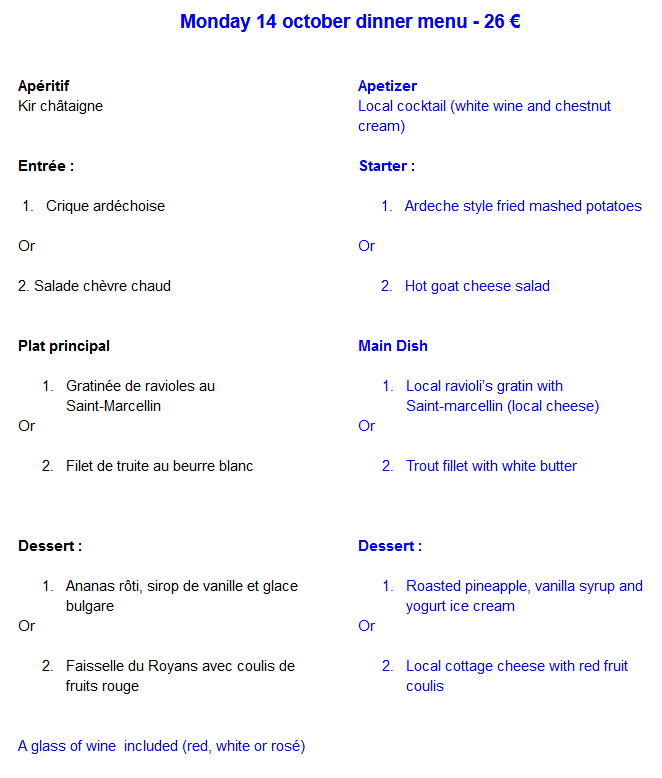 Monday 14 october dinner menu - 26 €
Apéritif
Kir châtaigne
Apetizer
Local cocktail (white wine and chestnut
cream)
Entrée :
Starter :
1. Crique ardéchoise
1. Ardeche style fried mashed potatoes
Or
Or
2. Salade chèvre chaud
2. Hot goat cheese salad
Plat principal
Main Dish
1. Gratinée de ravioles au
Saint-Marcellin
1. Local ravioli's gratin with
Saint-marcellin (local cheese)
Or
Or
2. Filet de truite au beurre blanc
2. Trout fillet with white butter
Dessert :
Dessert :
1. Ananas rôti, sirop de vanille et glace
bulgare
1. Roasted pineapple, vanilla syrup and
yogurt ice cream
Or
Or
2. Faisselle du Royans avec coulis de
fruits rouge
2. Local cottage cheese with red fruit
coulis
A glass of wine included (red, white or rosé)